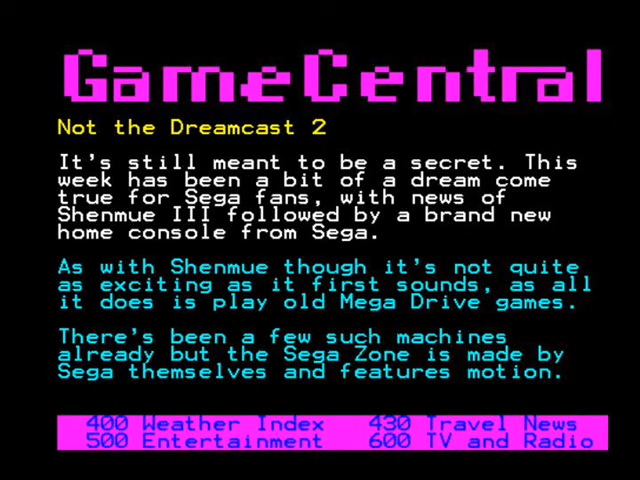 GameCentral
Not the Dreamcast 2
It's still meant to be a secret. This
week has been a bit of a dream come
true for Sega fans, with news of
Shenmue III followed by a brand new
home console from Sega.
As with Shenmue though it's not quite
as exciting as it first sounds, as all
it does is play old Mega Drive games.
There's been a few such machines
already but the Sega Zone is made by
Sega themselves and features motion.
400 Weather Index 430 Travel News
500 Entertainment 600 TV and Radio